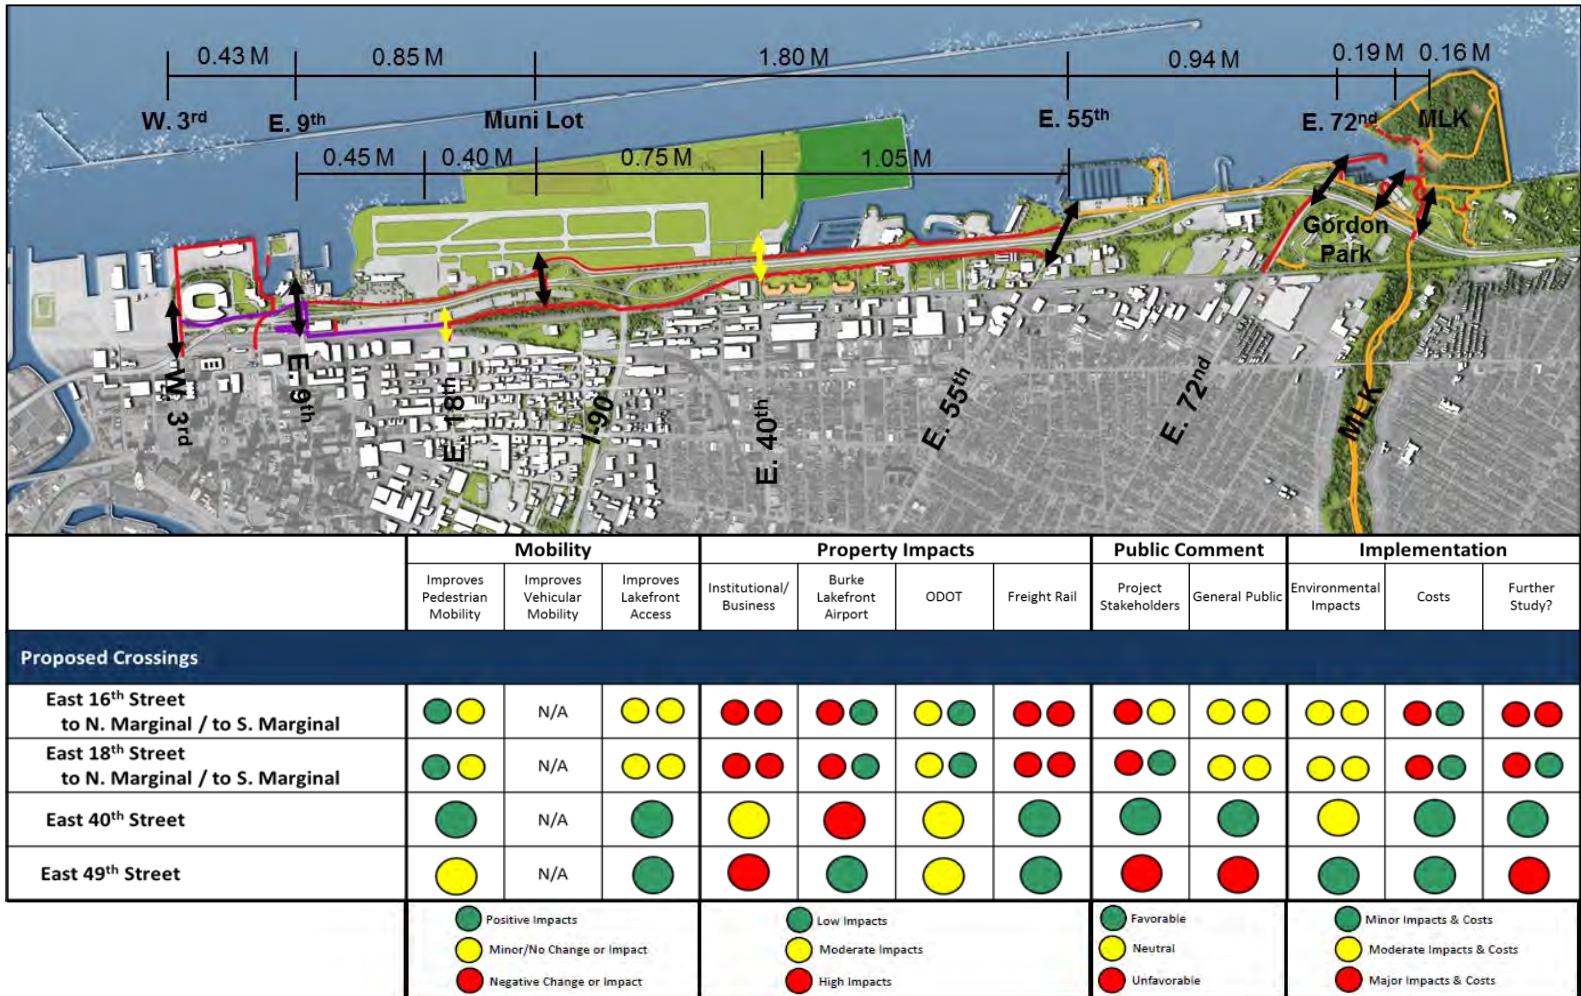 0.43 M
0.85 M
1.80 M
0.94 M
0.19 M
0.16 M
W. 3rd
E. 9th
Muni Lot
E. 55th
E. 72nd
MLK
0.45 M
0.40 M
0.75 M
1.05 M
Gordon
Park
W. 3rd
E. 9th
E. 18th
I-90
E. 40th
E. 55th
E. 72nd
MLK
Mobility
Property Impacts
Public Comment
Implementation
Improves Pedestrian Mobility
Improves Vehicular Mobility
Improves Lakefront Access
Institutional/ Business
Burke Lakefront Airport
ODOT
Freight Rail
Project Stakeholders
General Public
Environmental Impacts
Costs
Further Study?
Proposed Crossings
East 16th Street
to N. Marginal / to S. Marginal
N/A
East 18th Street
to N. Marginal / to S. Marginal
N/A
East 40th Street
N/A
East 49th Street
N/A
Positive Impacts
Minor/No Change or Impact
Negative Change or Impact
Low Impacts
Moderate Impacts
High Impacts
Favorable
Neutral
Unfavorable
Minor Impacts & Costs
Moderate Impacts & Costs
Major Impacts & Costs